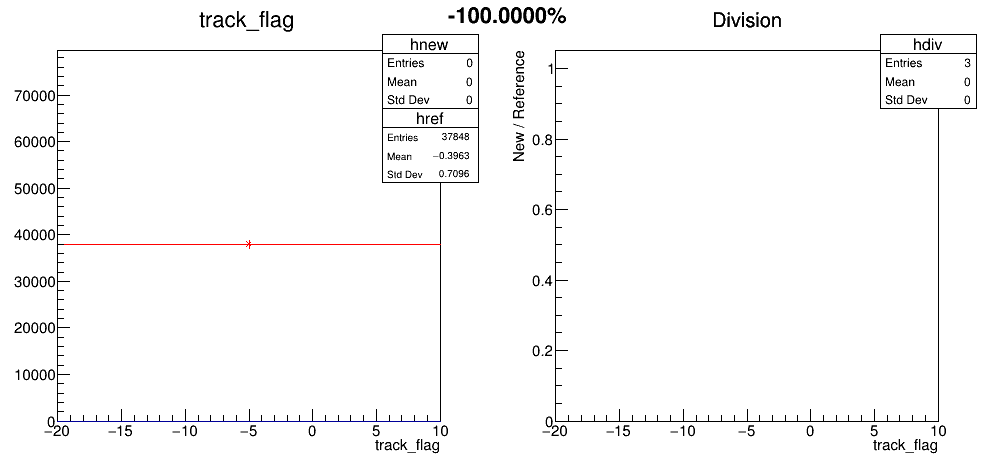 track_flag
-100.0000%
Division
hnew
Entries 0
Mean 0
Std Dev 0
href
Entries 37848
Mean −0.3963
Std Dev 0.7096
70000
60000
50000
40000
30000
20000
10000
0
−20 −15 −10 −5 0 5 10
track_flag
hdiv
Entries 3
Mean 0
Std Dev 0
New / Reference
1
0.8
0.6
0.4
0.2
0
−20 −15 −10 −5 0 5 10
track_flag